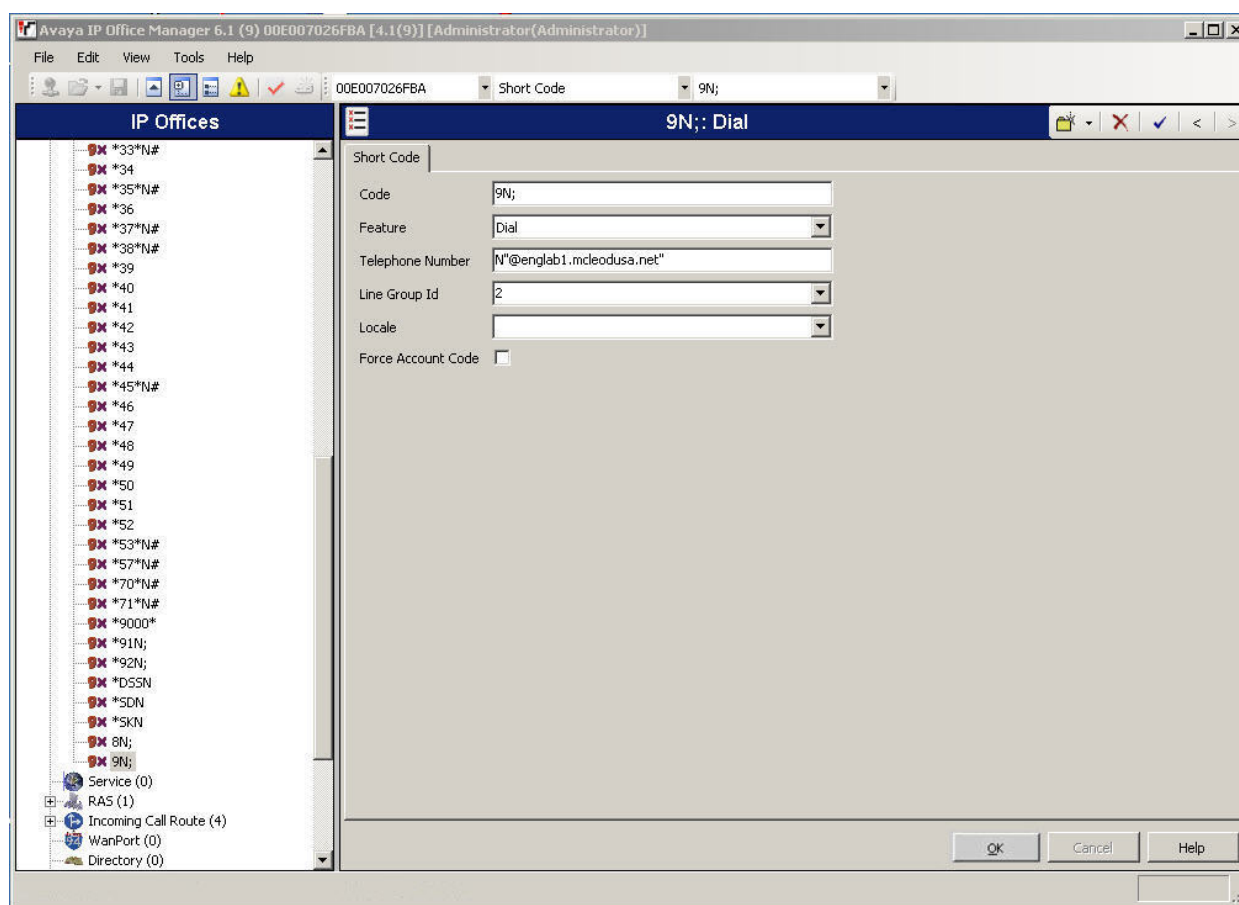 Avaya IP Office Manager 6.1 (9) 00E007026FBA [4.1(9)] [Administrator(Administrator)]
File Edit View Tools Help
00E007026FBA Short Code 9N;
IP Offices
9N;: Dial
*33*N#
*34
*35*N#
*36
*37*N#
*38*N#
*39
*40
*41
*42
*43
*44
*45*N#
*46
*47
*48
*49
*50
*51
*52
*53*N#
*57*N#
*70*N#
*71*N#
*9000*
*91N;
*92N;
*DSSN
*SDN
*SKN
8N;
9N;
Service (0)
RAS (1)
Incoming Call Route (4)
WanPort (0)
Directory (0)
Short Code
Code 9N;
Feature Dial
Telephone Number N"@englab1.mcleodusa.net"
Line Group Id 2
Locale
Force Account Code
OK Cancel Help